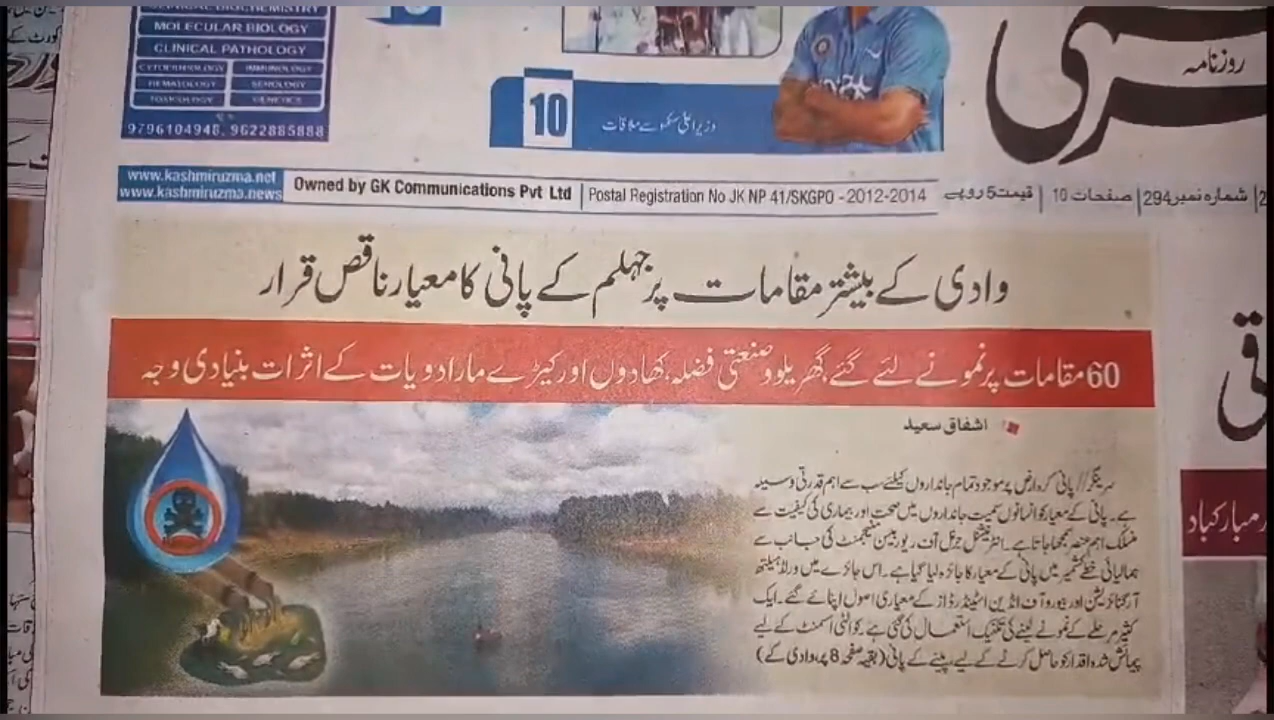 CLINICAL BIOCHEMISTRY
MOLECULAR BIOLOGY
CLINICAL PATHOLOGY
IMMUNOLOGY
HEMATOLOGY
SEROLOGY
TOXICOLOGY
GENETICS
9796104948, 9622885888
10
وزیر اعلیٰ سکھو سے ملاقات
روزنامہ
www.kashmiruzma.net
www.kashmiruzma.news
Owned by GK Communications Pvt Ltd
Postal Registration No JK NP 41/SKGPO - 2012-2014
شمارہ نمبر 294 | صفحات 10 | قیمت 5 روپے
وادی کے بیشتر مقامات پر جہلم کے پانی کا معیار ناقص قرار
60 مقامات پر نمونے لئے گئے، گھریلو و صنعتی فضلہ، کھادوں اور کیڑے مار ادویات کے اثرات بنیادی وجہ
اشفاق سعید
سرینگر// پانی کرہ ارض پر موجود تمام جانداروں کیلئے سب سے اہم قدرتی وسیلہ
ہے۔ پانی کے معیار کو انسانوں سمیت جانداروں میں صحت اور بیماری کی کیفیت سے
منسلک اہم عنصر سمجھا جاتا ہے۔ انٹرنیشنل جرنل آف ریور بیسن منیجمنٹ کی جانب سے
ہمالیائی خطے کشمیر میں پانی کے معیار کا جائزہ لیا گیا ہے۔ اس جائزے میں ورلڈ ہیلتھ
آرگنائزیشن اور بیورو آف انڈین اسٹینڈرڈز کے معیاری اصول اپنائے گئے۔ ایک
کثیر مرحلے کے نمونے لینے کی تکنیک استعمال کی گئی ہے۔ کوالٹی اسسمنٹ کے لیے
پیمائش شدہ اقدار کو حاصل کرنے کے لیے، پینے کے پانی (بقیہ صفحہ 8 پر، وادی کے)
مبارکباد